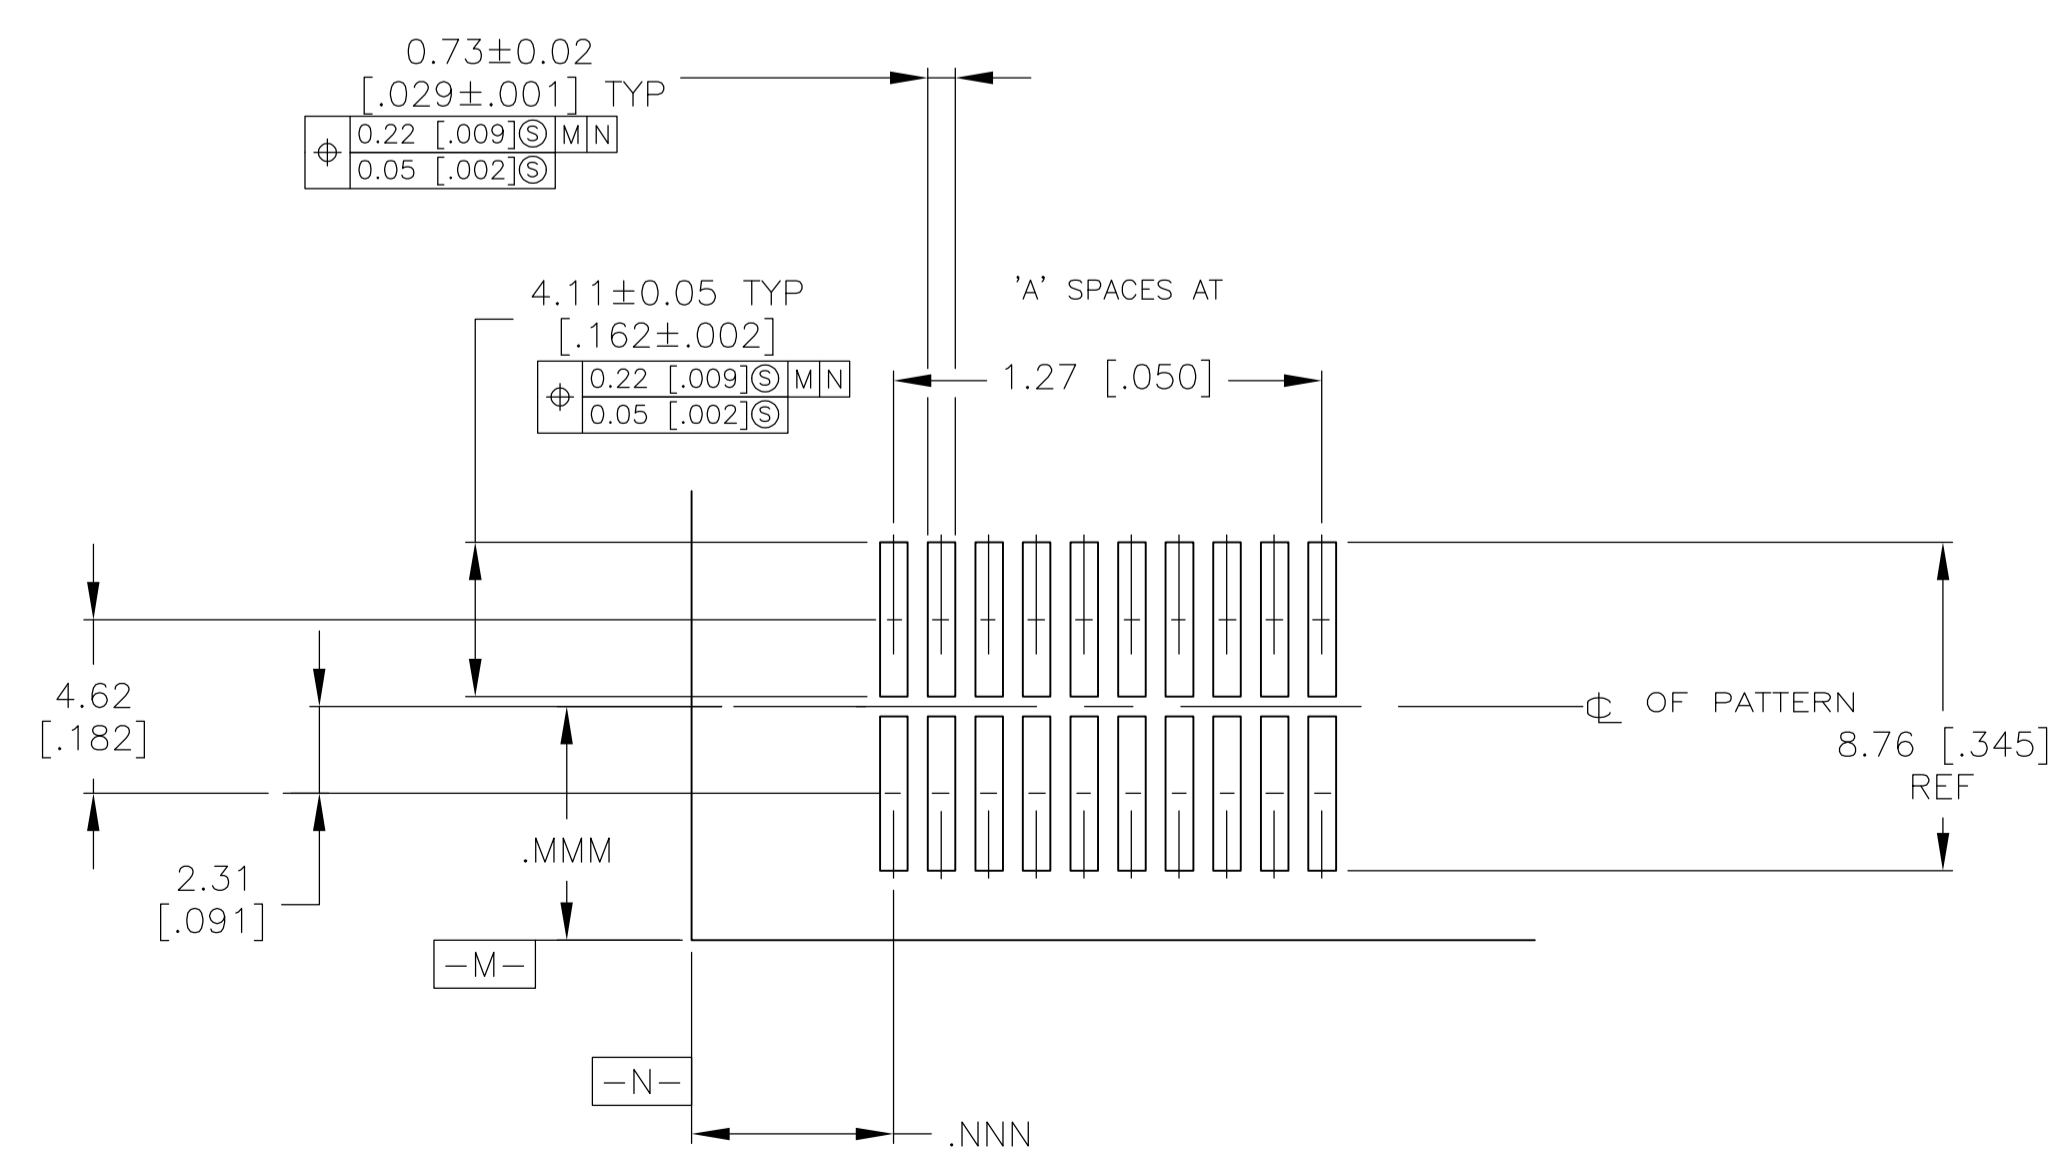 0.73±0.02
[.029±.001] TYP
⌖ 0.22 [.009]Ⓢ M N
0.05 [.002]Ⓢ
4.11±0.05 TYP
[.162±.002]
⌖ 0.22 [.009]Ⓢ M N
0.05 [.002]Ⓢ
'A' SPACES AT
1.27 [.050]
4.62
[.182]
℄ OF PATTERN
8.76 [.345]
REF
.MMM
2.31
[.091]
-M-
-N-
.NNN